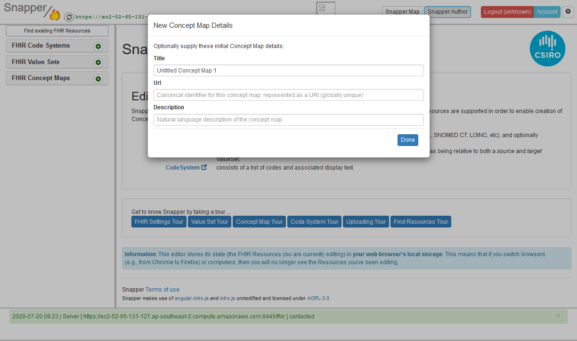 Snapper
https://ec2-52-65-131-
Snapper:Map
Snapper:Author
Logout (unknown)
Account
Find existing FHIR Resources
FHIR Code Systems
FHIR Value Sets
FHIR Concept Maps
Sna
CSIRO
New Concept Map Details
Optionally supply these initial Concept Map details:
Title
Untitled Concept Map 1
Url
Canonical identifier for this concept map, represented as a URI (globally unique)
Description
Natural language description of the concept map
Done
Edi
Snapp
ources are supported in order to enable creation of
Conce
, SNOMED CT, LOINC, etc), and optionally
as being relative to both a source and target
ValueSet.
CodeSystem
consists of a list of codes and associated display text.
Get to know Snapper by taking a tour ...
FHIR Settings Tour
Value Set Tour
Concept Map Tour
Code System Tour
Uploading Tour
Find Resources Tour
Information: This editor stores its state (the FHIR Resources you are currently editing) in your web browser's local storage. This means that if you switch browsers
(e.g., from Chrome to Firefox) or computers, then you will no longer see the Resources you've been editing.
Snapper Terms of use
Snapper makes use of angular-intro.js and intro.js unmodified and licensed under AGPL-3.0
2020-07-20 09:23 | Server | https://ec2-52-65-131-127.ap-southeast-2.compute.amazonaws.com:8445/fhir/ | contacted